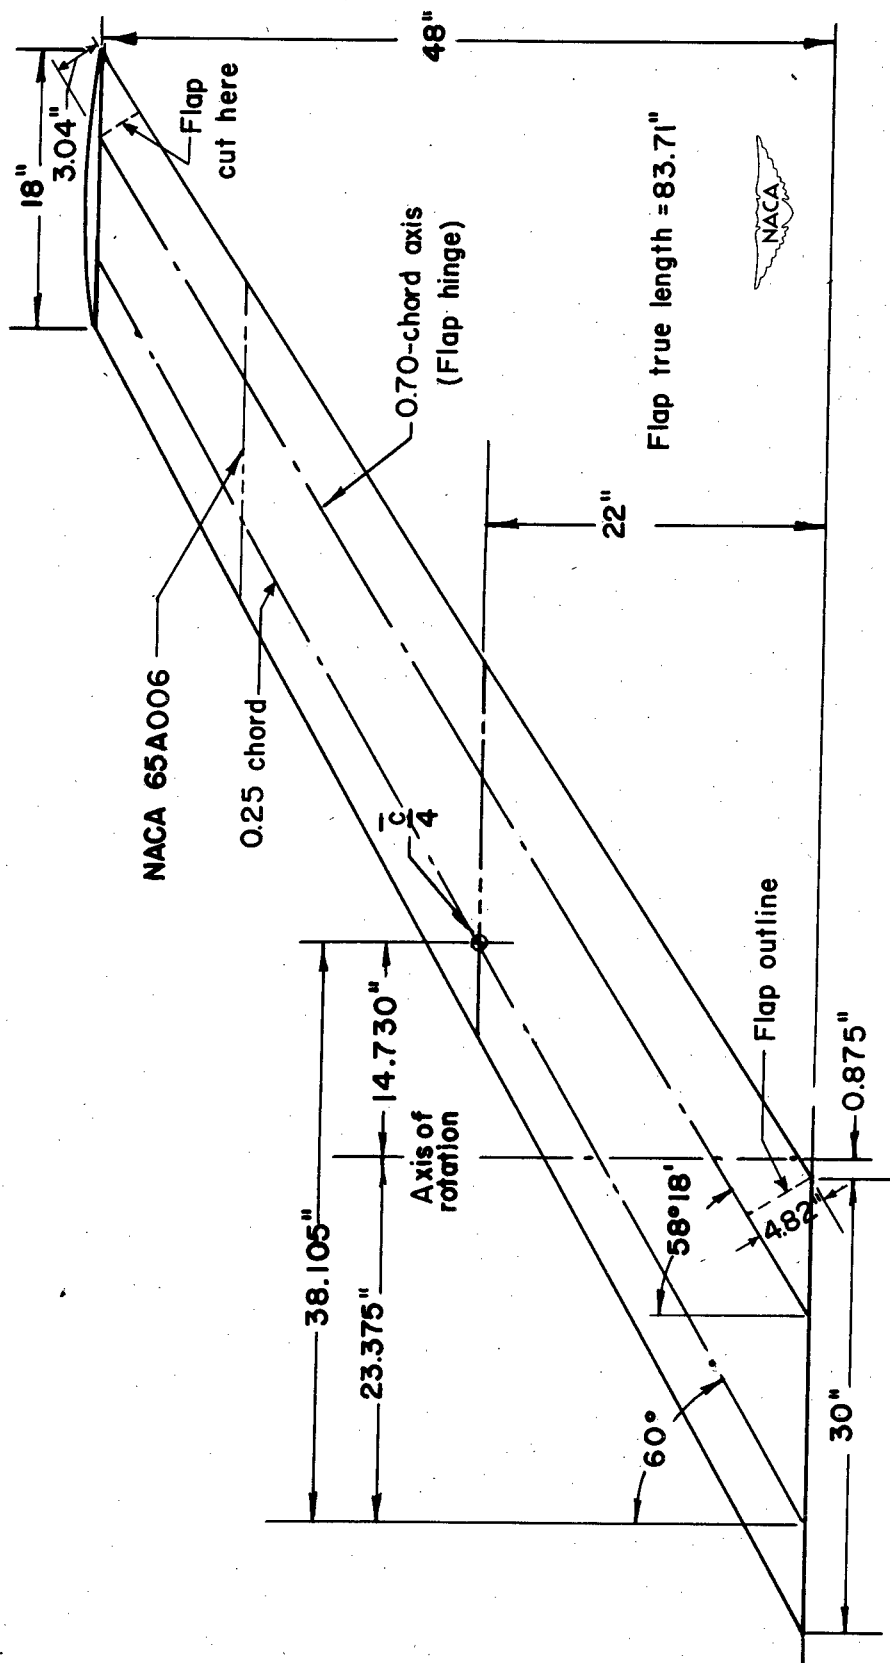 18"
3.04"
Flap
cut here
48"
NACA 65A006
0.25 chord
0.70-chord axis
(Flap hinge)
c/4
22"
Flap true length = 83.71"
NACA
38.105"
14.730"
23.375"
Axis of
rotation
60°
58°18'
Flap outline
4.82"
0.875"
30"